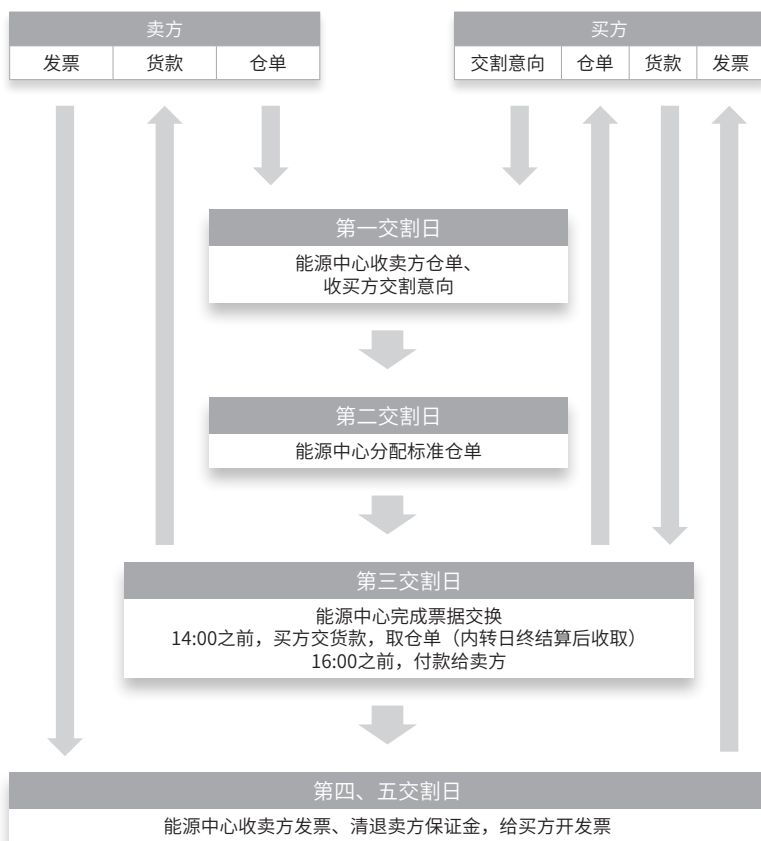 卖方
发票 货款 仓单
买方
交割意向 仓单 货款 发票
第一交割日
能源中心收卖方仓单、
收买方交割意向
第二交割日
能源中心分配标准仓单
第三交割日
能源中心完成票据交换
14:00之前，买方交货款，取仓单（内转日终结算后收取）
16:00之前，付款给卖方
第四、五交割日
能源中心收卖方发票、清退卖方保证金，给买方开发票